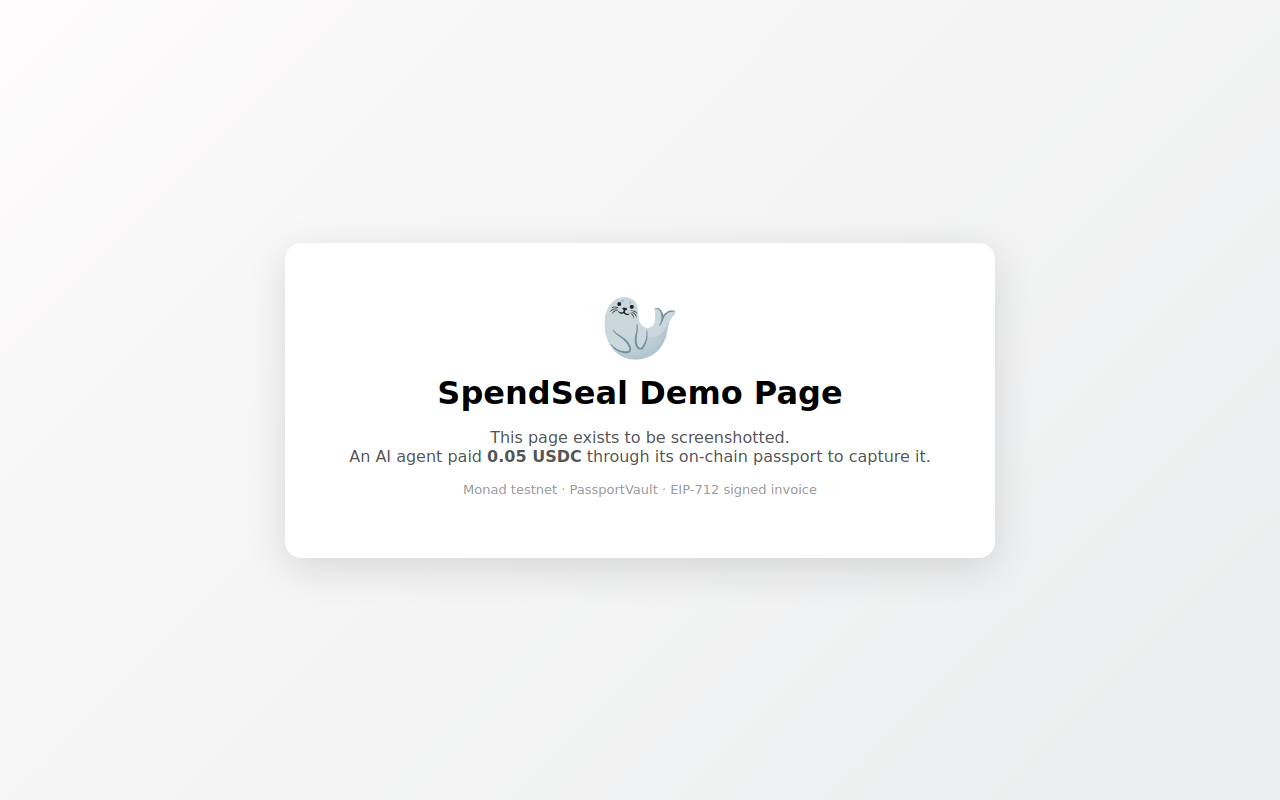 SpendSeal Demo Page
This page exists to be screenshotted.
An AI agent paid 0.05 USDC through its on-chain passport to capture it.
Monad testnet · PassportVault · EIP-712 signed invoice